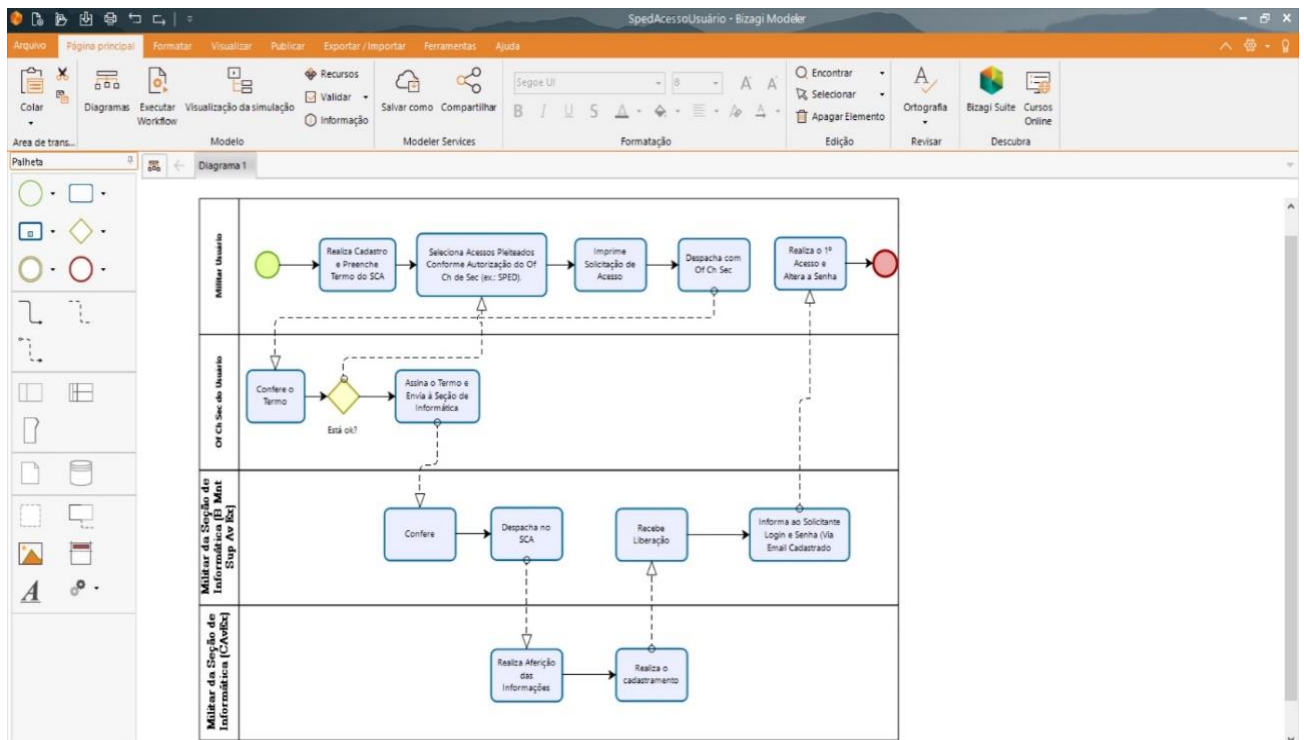 SpedAcessoUsuário - Bizagi Modeler
Arquivo
Página principal
Formatar
Visualizar
Publicar
Exportar / Importar
Ferramentas
Ajuda
Colar
Area de trans...
Diagramas
Executar
Workflow
Visualização da simulação
Recursos
Validar
Informação
Modelo
Salvar como
Compartilhar
Modeler Services
Segoe UI
8
A
A
B
I
U
S
A
A
Formatação
Encontrar
Selecionar
Apagar Elemento
Edição
Ortografia
Revisar
Bizagi Suite
Cursos
Online
Descubra
Palheta
Diagrama 1
Militar Usuário
Realiza Cadastro
e Preenche
Termo do SCA
Seleciona Acessos Pleiteados
Conforme Autorização do Of
Ch de Sec (ex.: SPED).
Imprime
Solicitação de
Acesso
Despacha com
Of Ch Sec
Realiza o 1º
Acesso e
Altera a Senha
Of Ch Sec do Usuário
Confere o
Termo
Está ok?
Assina o Termo e
Envia à Seção de
Informática
Militar da Seção de
Informática (B Mnt
Sup Av Ex)
Confere
Despacha no
SCA
Recebe
Liberação
Informa ao Solicitante
Login e Senha (Via
Email Cadastrado
Militar da Seção de
Informática (CAvEx)
Realiza Aferição
das
Informações
Realiza o
cadastramento
A